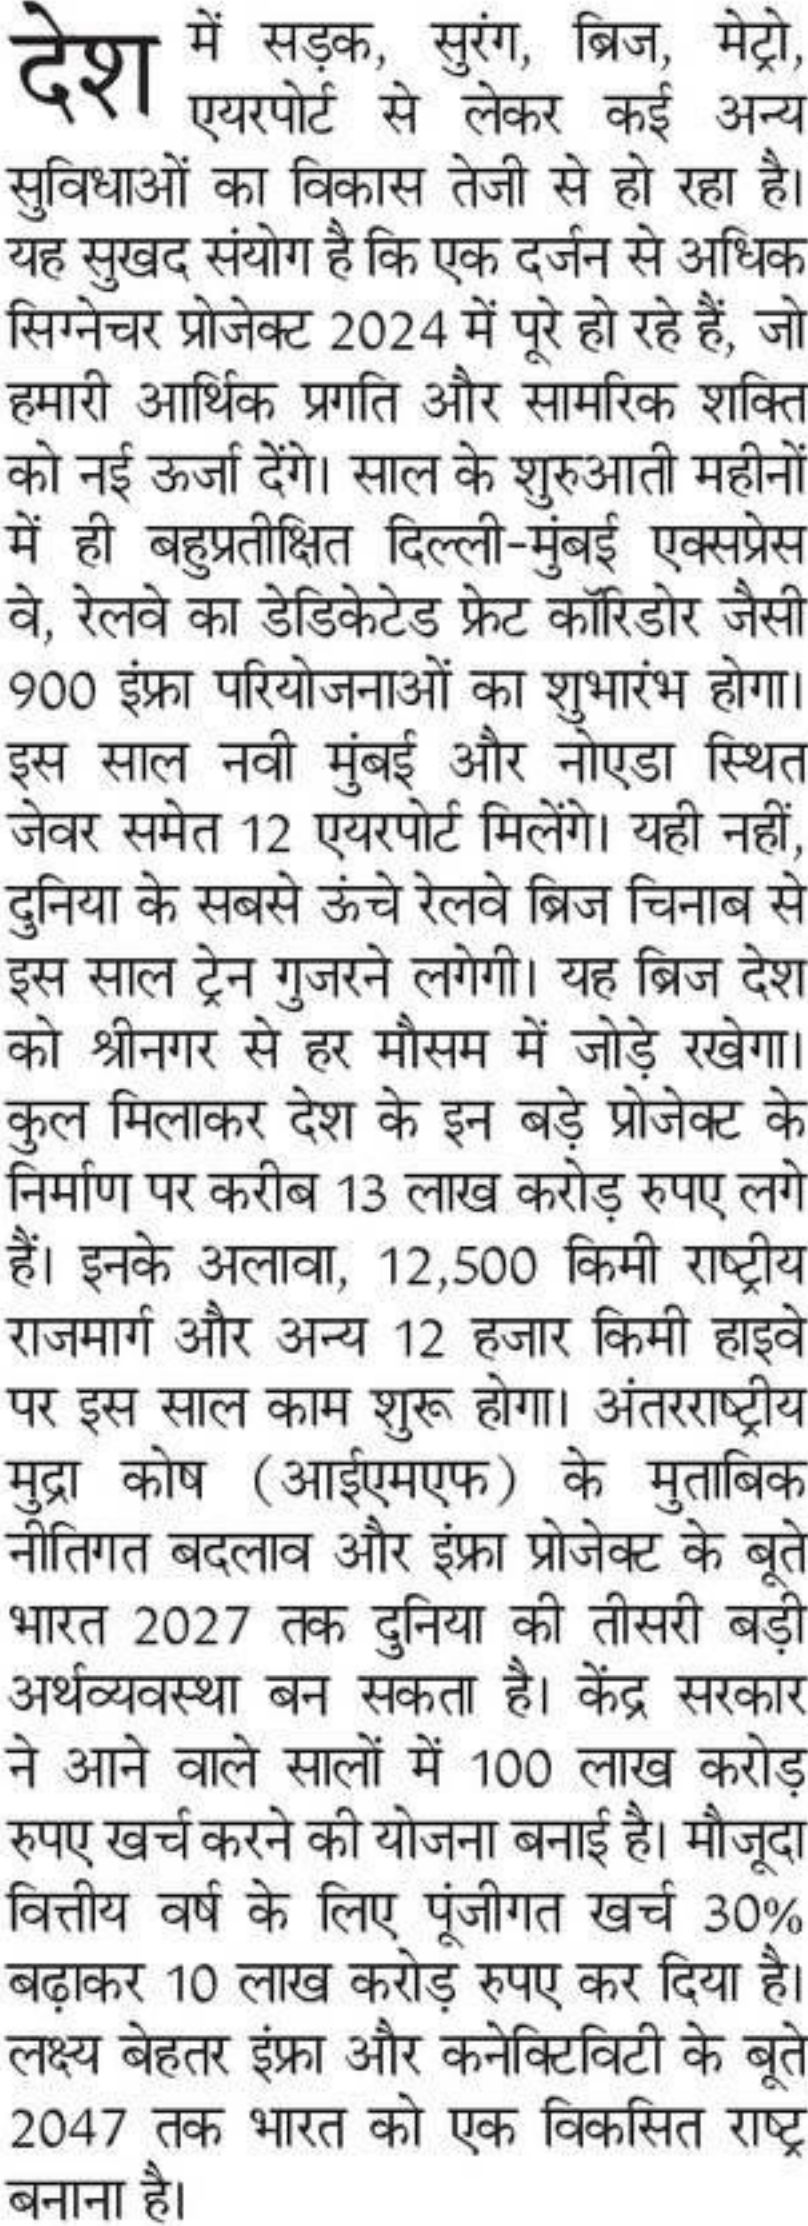 देश में सड़क, सुरंग, ब्रिज, मेट्रो,
एयरपोर्ट से लेकर कई अन्य
सुविधाओं का विकास तेजी से हो रहा है।
यह सुखद संयोग है कि एक दर्जन से अधिक
सिग्नेचर प्रोजेक्ट 2024 में पूरे हो रहे हैं, जो
हमारी आर्थिक प्रगति और सामरिक शक्ति
को नई ऊर्जा देंगे। साल के शुरुआती महीनों
में ही बहुप्रतीक्षित दिल्ली-मुंबई एक्सप्रेस
वे, रेलवे का डेडिकेटेड फ्रेट कॉरिडोर जैसी
900 इंफ्रा परियोजनाओं का शुभारंभ होगा।
इस साल नवी मुंबई और नोएडा स्थित
जेवर समेत 12 एयरपोर्ट मिलेंगे। यही नहीं,
दुनिया के सबसे ऊंचे रेलवे ब्रिज चिनाब से
इस साल ट्रेन गुजरने लगेगी। यह ब्रिज देश
को श्रीनगर से हर मौसम में जोड़े रखेगा।
कुल मिलाकर देश के इन बड़े प्रोजेक्ट के
निर्माण पर करीब 13 लाख करोड़ रुपए लगे
हैं। इनके अलावा, 12,500 किमी राष्ट्रीय
राजमार्ग और अन्य 12 हजार किमी हाइवे
पर इस साल काम शुरू होगा। अंतरराष्ट्रीय
मुद्रा कोष (आईएमएफ) के मुताबिक
नीतिगत बदलाव और इंफ्रा प्रोजेक्ट के बूते
भारत 2027 तक दुनिया की तीसरी बड़ी
अर्थव्यवस्था बन सकता है। केंद्र सरकार
ने आने वाले सालों में 100 लाख करोड़
रुपए खर्च करने की योजना बनाई है। मौजूदा
वित्तीय वर्ष के लिए पूंजीगत खर्च 30%
बढ़ाकर 10 लाख करोड़ रुपए कर दिया है।
लक्ष्य बेहतर इंफ्रा और कनेक्टिविटी के बूते
2047 तक भारत को एक विकसित राष्ट्र
बनाना है।